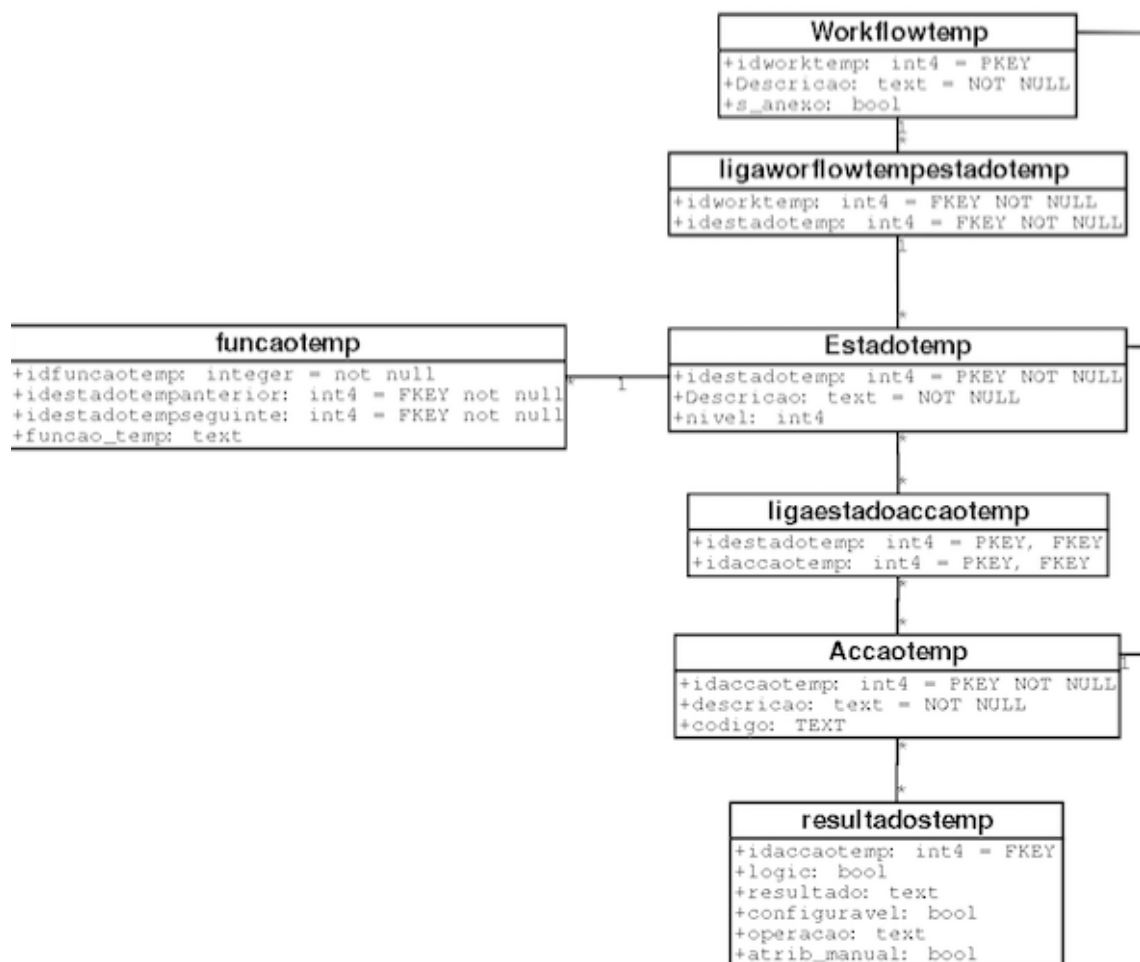 Workflowtemp
+idworktemp: int4 = PKEY
+Descricao: text = NOT NULL
+s_anexo: bool
1
*
ligaworflowtempestadotemp
+idworktemp: int4 = FKEY NOT NULL
+idestadotemp: int4 = FKEY NOT NULL
1
*
funcaotemp
+idfuncaotemp: integer = not null
+idestadotempanterior: int4 = FKEY not null
+idestadotempseguinte: int4 = FKEY not null
+funcao_temp: text
* 1
Estadotemp
+idestadotemp: int4 = PKEY NOT NULL
+Descricao: text = NOT NULL
+nivel: int4
*
*
ligaestadoaccaotemp
+idestadotemp: int4 = PKEY, FKEY
+idaccaotemp: int4 = PKEY, FKEY
*
*
Accaotemp
1
+idaccaotemp: int4 = PKEY NOT NULL
+descricao: text = NOT NULL
+codigo: TEXT
*
*
resultadostemp
+idaccaotemp: int4 = FKEY
+logic: bool
+resultado: text
+configurável: bool
+operacao: text
+atrib_manual: bool